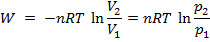 W = −nRT ln V₂/V₁ = nRT ln p₂/p₁